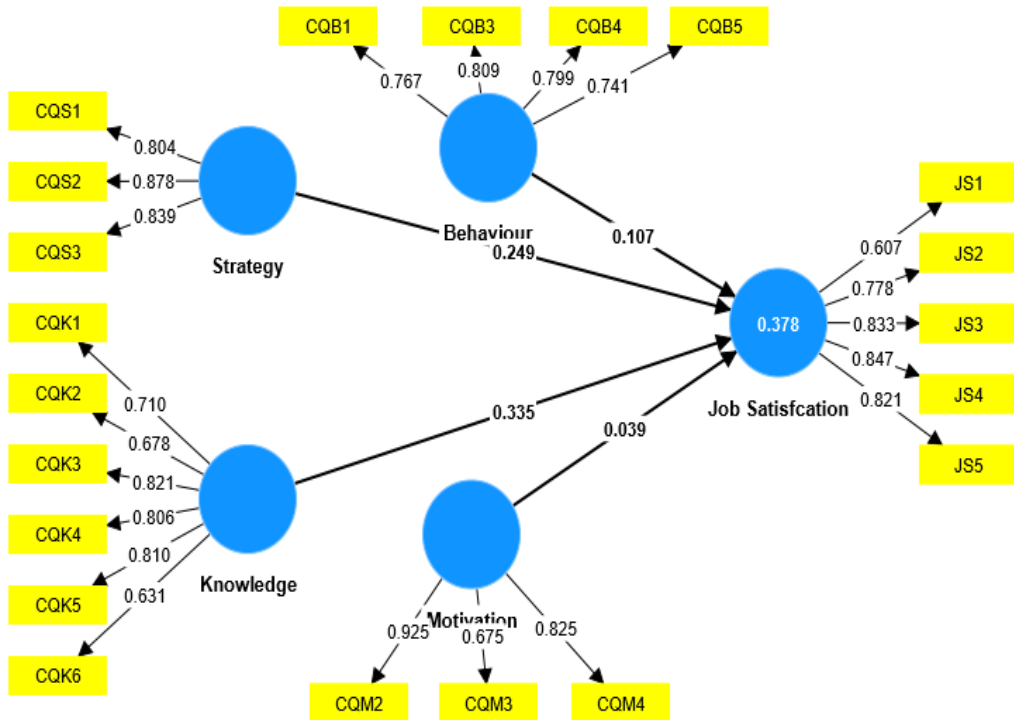 CQB1
CQB3
CQB4
CQB5
0.767
0.809
0.799
0.741
CQS1
CQS2
CQS3
0.804
0.878
0.839
Strategy
Behaviour
0.249
0.107
JS1
JS2
JS3
JS4
JS5
0.607
0.778
0.833
0.847
0.821
0.378
Job Satisfcation
CQK1
CQK2
CQK3
CQK4
CQK5
CQK6
0.710
0.678
0.821
0.806
0.810
0.631
Knowledge
0.335
0.039
Motivation
0.925
0.675
0.825
CQM2
CQM3
CQM4